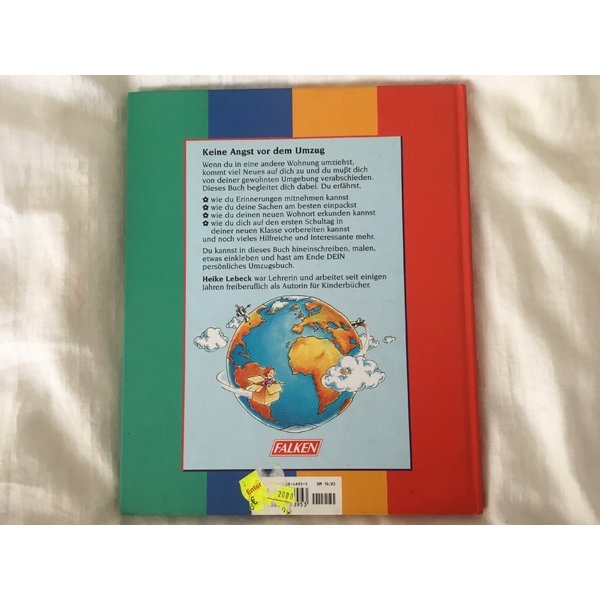 Keine Angst vor dem Umzug
Wenn du in eine andere Wohnung umziehst,
kommt viel Neues auf dich zu und du mußt dich
von deiner gewohnten Umgebung verabschieden.
Dieses Buch begleitet dich dabei. Du erfährst,
wie du Erinnerungen mitnehmen kannst
wie du deine Sachen am besten einpackst
wie du deinen neuen Wohnort erkunden kannst
wie du dich auf den ersten Schultag in
deiner neuen Klasse vorbereiten kannst
und noch vieles Hilfreiche und Interessante mehr.
Du kannst in dieses Buch hineinschreiben, malen,
etwas einkleben und hast am Ende DEIN
persönliches Umzugsbuch.
Heike Lebeck war Lehrerin und arbeitet seit einigen
Jahren freiberuflich als Autorin für Kinderbücher.
FALKEN